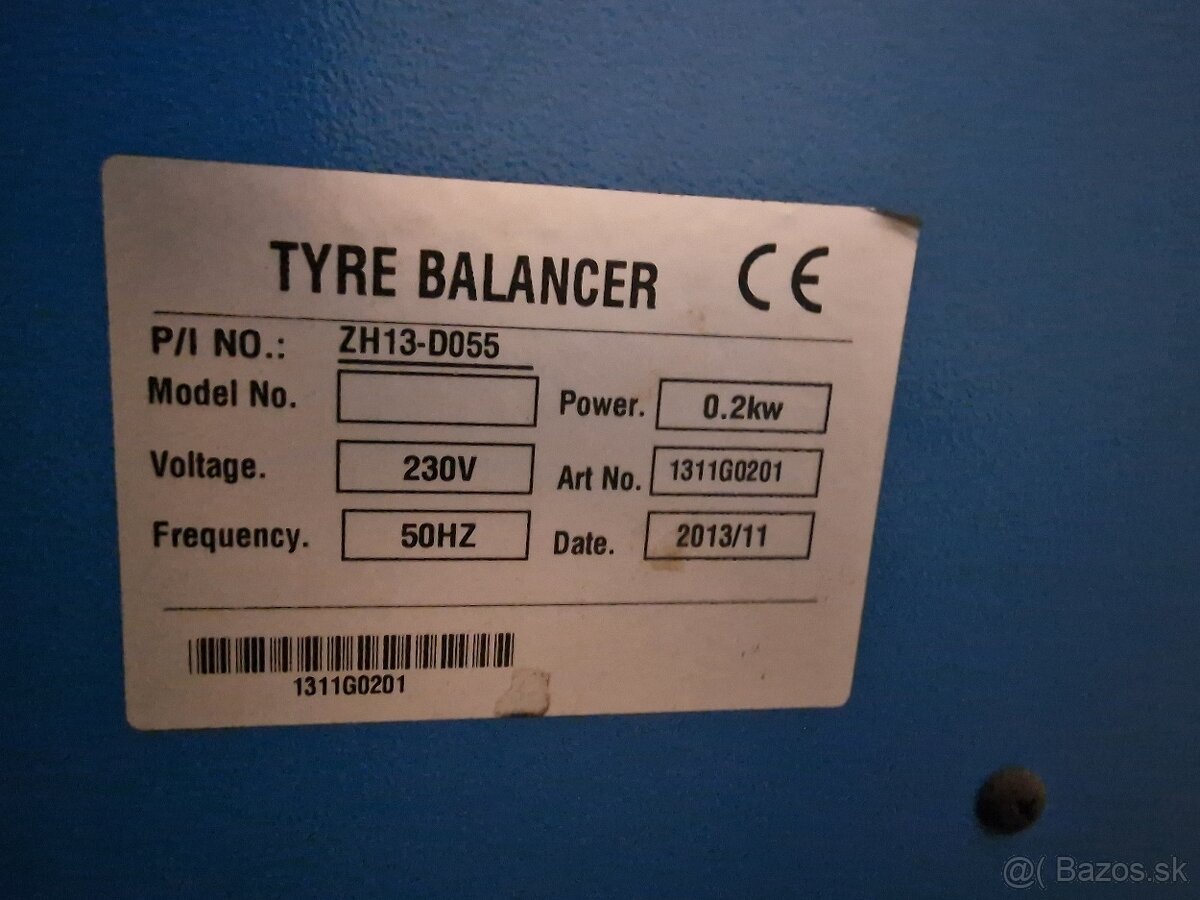 TYRE BALANCER CE
P/I NO.: ZH13-D055
Model No. Power. 0.2kw
Voltage. 230V Art No. 1311G0201
Frequency. 50HZ Date. 2013/11
1311G0201
@( Bazos.sk